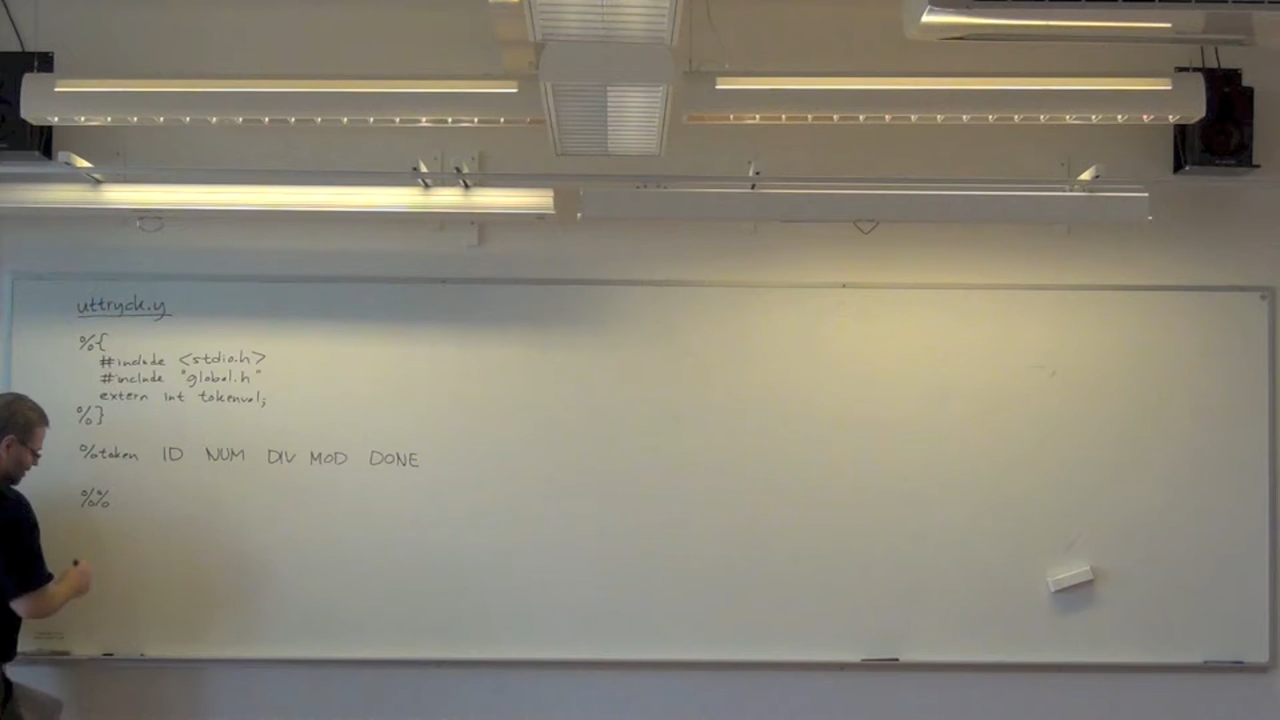 uttryck.y
%{
#include <stdio.h>
#include "global.h"
extern int tokenval;
%}
%token ID NUM DIV MOD DONE
%%